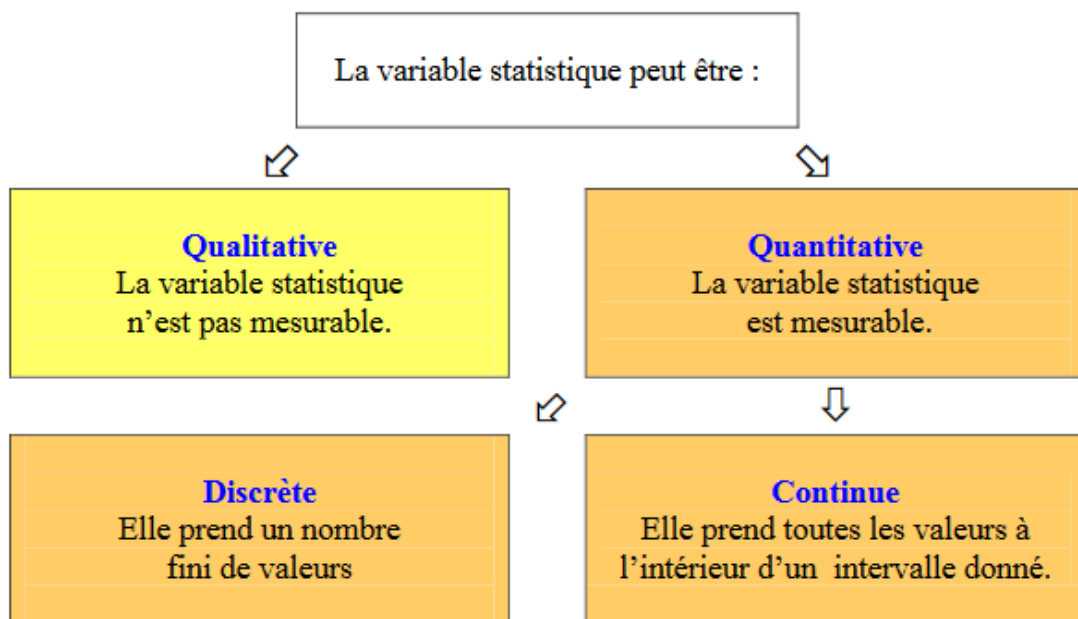 La variable statistique peut être :
Qualitative
La variable statistique
n’est pas mesurable.
Quantitative
La variable statistique
est mesurable.
Discrète
Elle prend un nombre
fini de valeurs
Continue
Elle prend toutes les valeurs à
l’intérieur d’un intervalle donné.